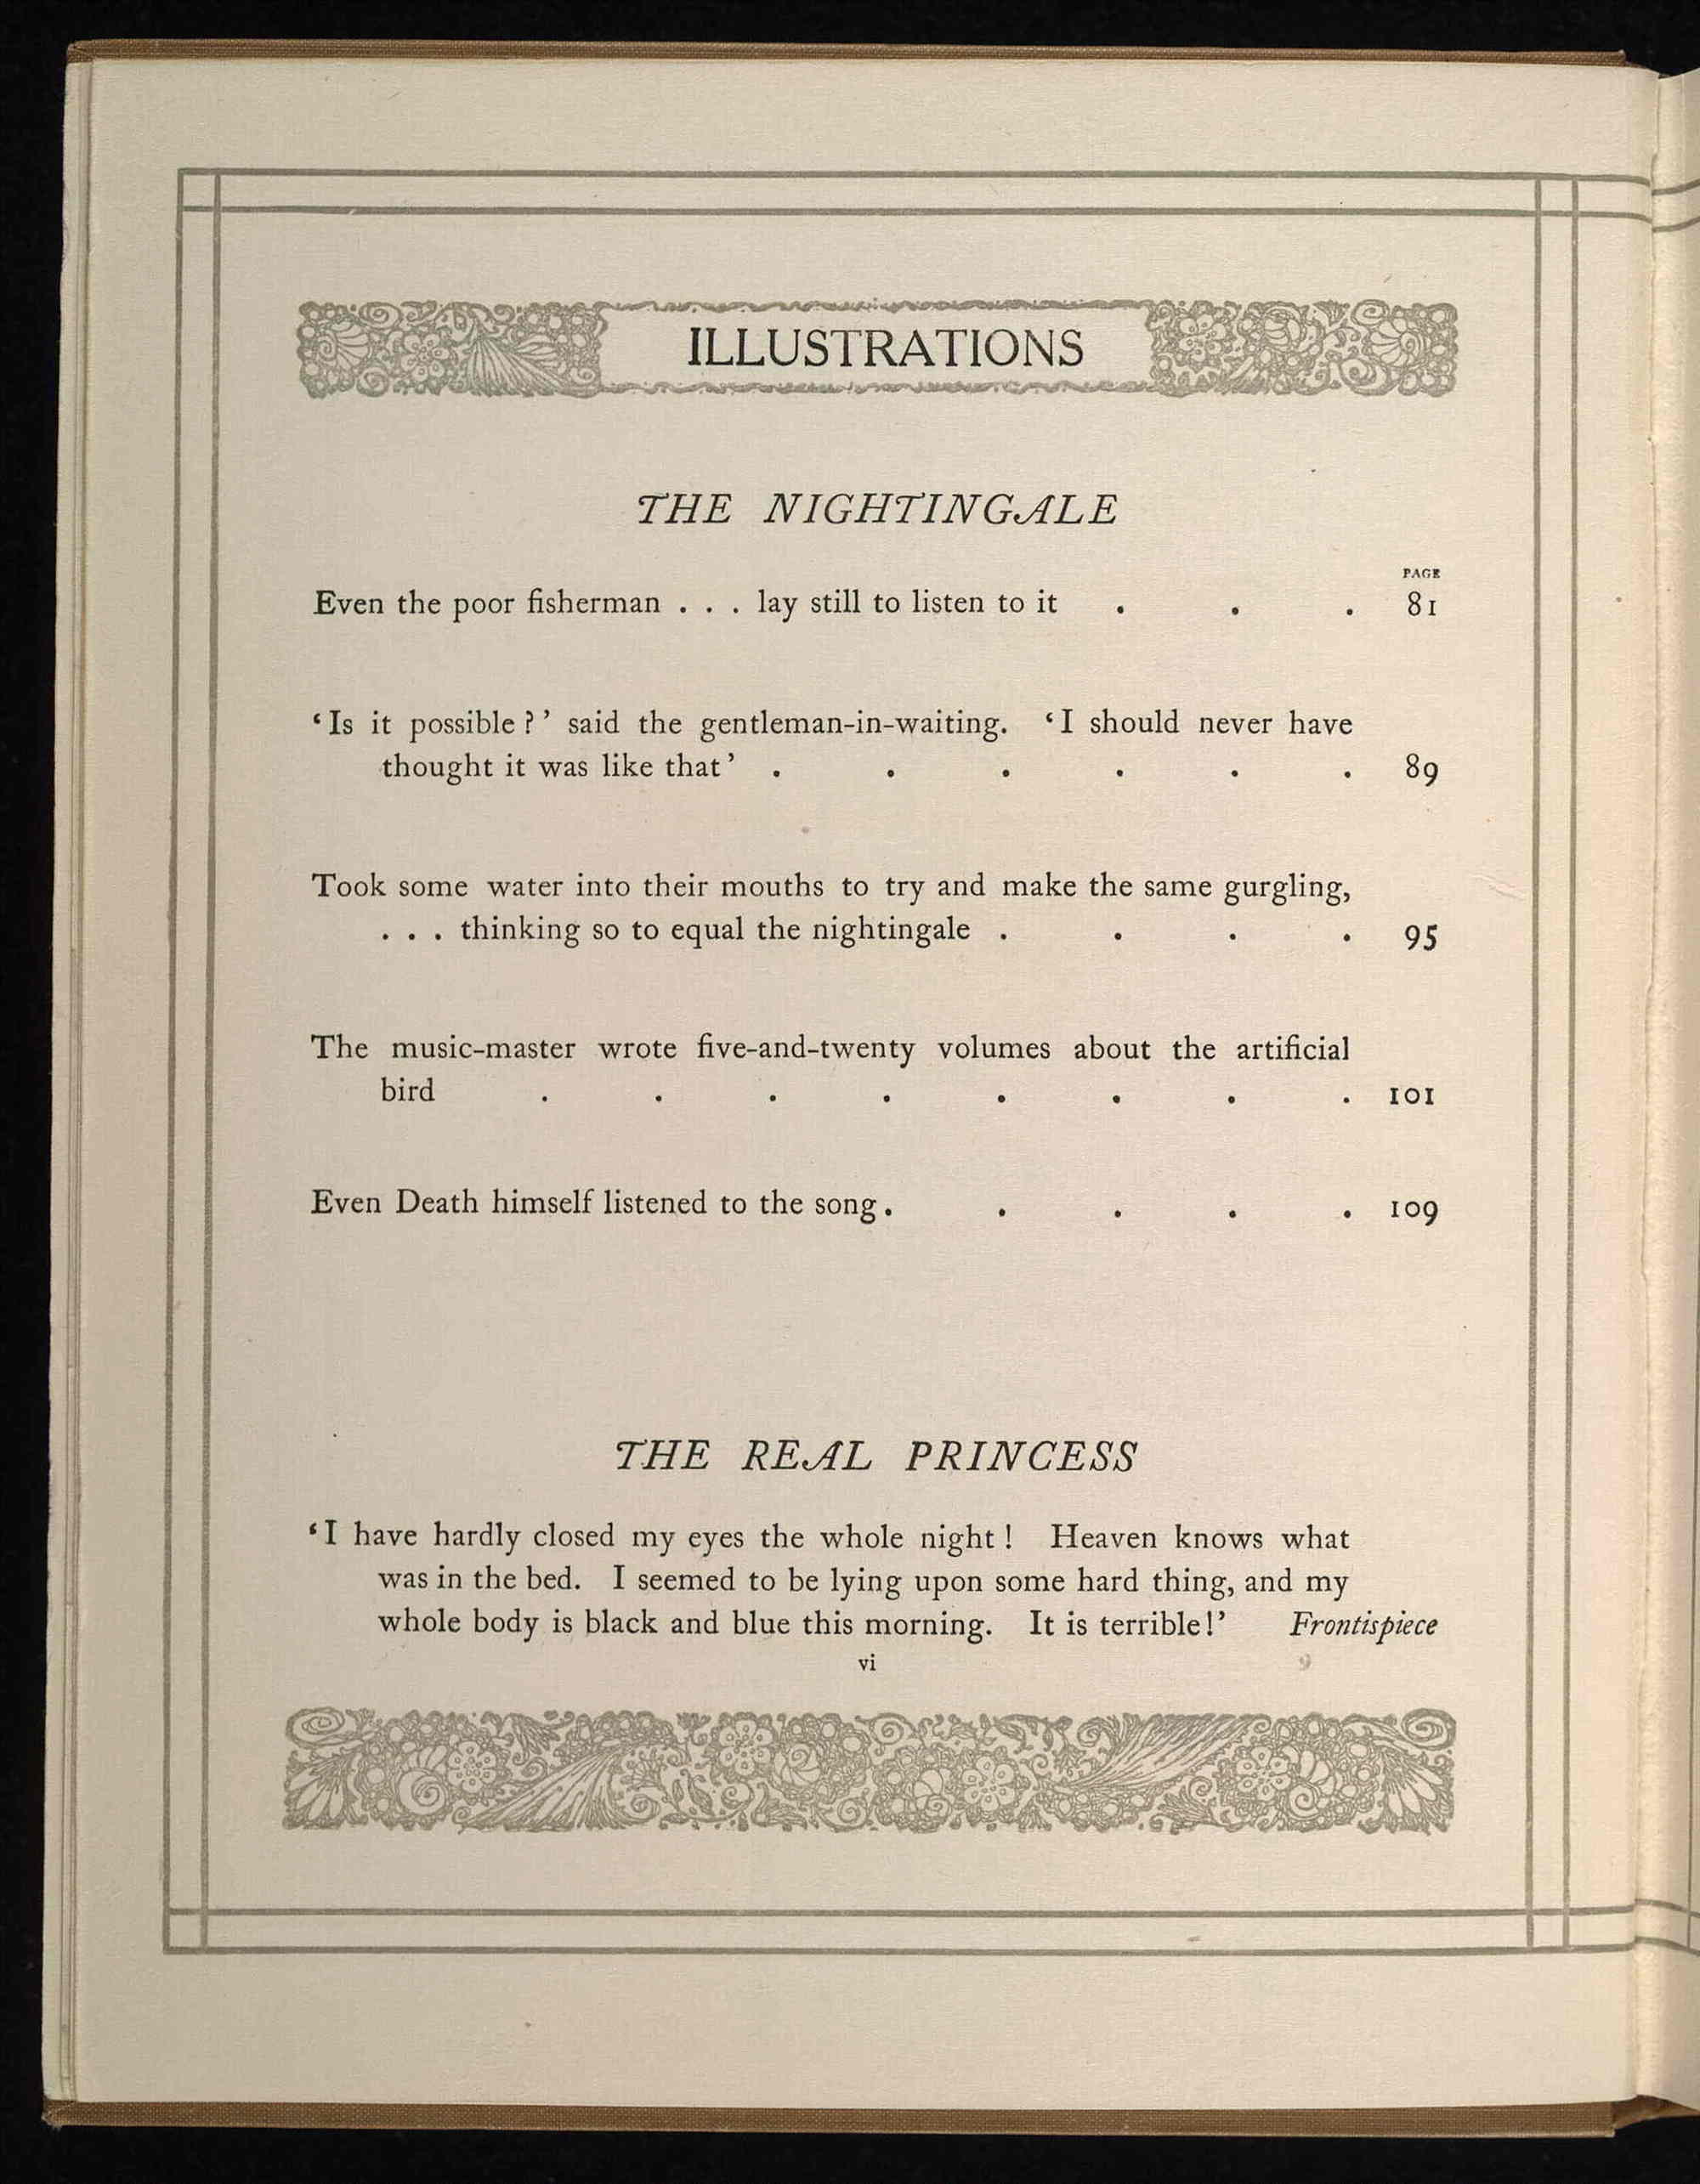 ILLUSTRATIONS
THE NIGHTINGALE
PAGE
Even the poor fisherman . . . lay still to listen to it . . . 81
‘Is it possible?’ said the gentleman-in-waiting. ‘I should never have
thought it was like that’ . . . . . . 89
Took some water into their mouths to try and make the same gurgling,
. . . thinking so to equal the nightingale . . . . 95
The music-master wrote five-and-twenty volumes about the artificial
bird . . . . . . . . 101
Even Death himself listened to the song . . . . . 109
THE REAL PRINCESS
‘I have hardly closed my eyes the whole night! Heaven knows what
was in the bed. I seemed to be lying upon some hard thing, and my
whole body is black and blue this morning. It is terrible!’ Frontispiece
vi